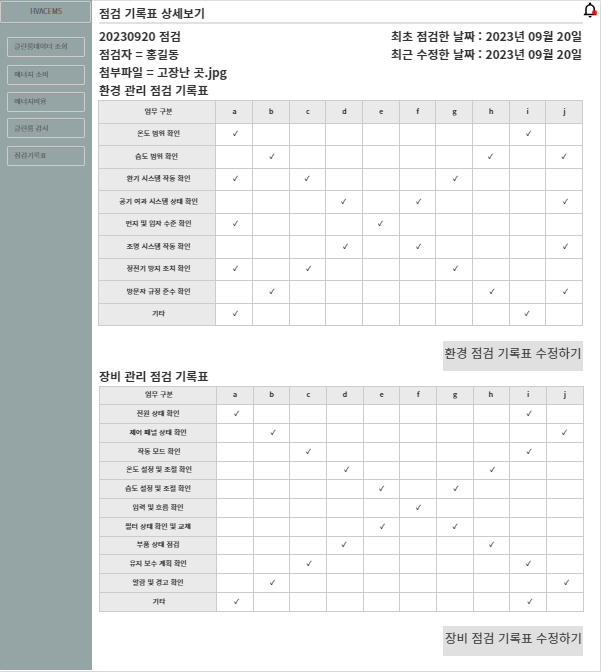 HVACEMS
클린룸데이터 조회
에너지 소비
에너지비용
클린룸 검사
점검기록표
점검 기록표 상세보기
20230920 점검
최초 점검한 날짜 : 2023년 09월 20일
점검자 = 홍길동
최근 수정한 날짜 : 2023년 09월 20일
첨부파일 = 고장난 곳.jpg
환경 관리 점검 기록표
업무 구분 a b c d e f g h i j
온도 범위 확인 ✓ ✓
습도 범위 확인 ✓ ✓ ✓
환기 시스템 작동 확인 ✓ ✓ ✓
공기 여과 시스템 상태 확인 ✓ ✓ ✓
먼지 및 입자 수준 확인 ✓ ✓
조명 시스템 작동 확인 ✓ ✓ ✓
정전기 방지 조치 확인 ✓ ✓ ✓
방문자 규정 준수 확인 ✓ ✓ ✓
기타 ✓ ✓
환경 점검 기록표 수정하기
장비 관리 점검 기록표
업무 구분 a b c d e f g h i j
전원 상태 확인 ✓ ✓
제어 패널 상태 확인 ✓ ✓
작동 모드 확인 ✓ ✓
온도 설정 및 조절 확인 ✓ ✓
습도 설정 및 조절 확인 ✓ ✓
압력 및 흐름 확인 ✓
필터 상태 확인 및 교체 ✓ ✓
부품 상태 점검 ✓ ✓
유지 보수 계획 확인 ✓ ✓
알람 및 경고 확인 ✓ ✓
기타 ✓ ✓
장비 점검 기록표 수정하기